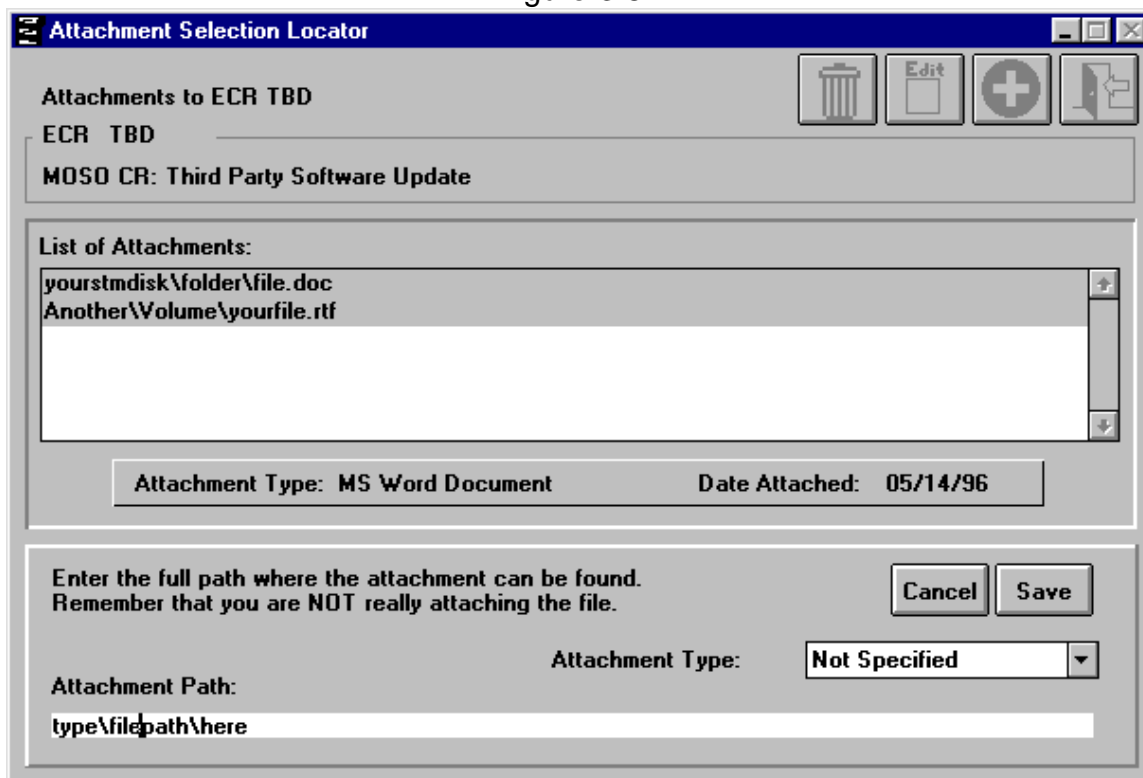 Attachment Selection Locator
Edit
Attachments to ECR TBD
ECR TBD
MOSO CR: Third Party Software Update
List of Attachments:
yourstmdisk\folder\file.doc
Another\Volume\yourfile.rtf
Attachment Type: MS Word Document Date Attached: 05/14/96
Enter the full path where the attachment can be found.
Remember that you are NOT really attaching the file.
Cancel Save
Attachment Type: Not Specified
Attachment Path:
type\filepath\here